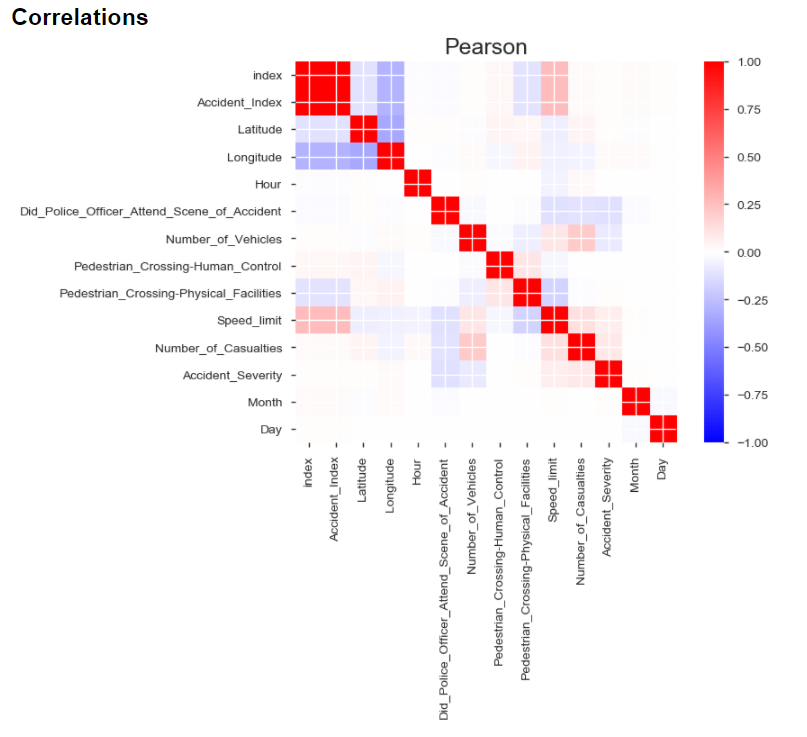 Correlations
Pearson
index
Accident_Index
Latitude
Longitude
Hour
Did_Police_Officer_Attend_Scene_of_Accident
Number_of_Vehicles
Pedestrian_Crossing-Human_Control
Pedestrian_Crossing-Physical_Facilities
Speed_limit
Number_of_Casualties
Accident_Severity
Month
Day
index
Accident_Index
Latitude
Longitude
Hour
Did_Police_Officer_Attend_Scene_of_Accident
Number_of_Vehicles
Pedestrian_Crossing-Human_Control
Pedestrian_Crossing-Physical_Facilities
Speed_limit
Number_of_Casualties
Accident_Severity
Month
Day
1.00
0.75
0.50
0.25
0.00
−0.25
−0.50
−0.75
−1.00